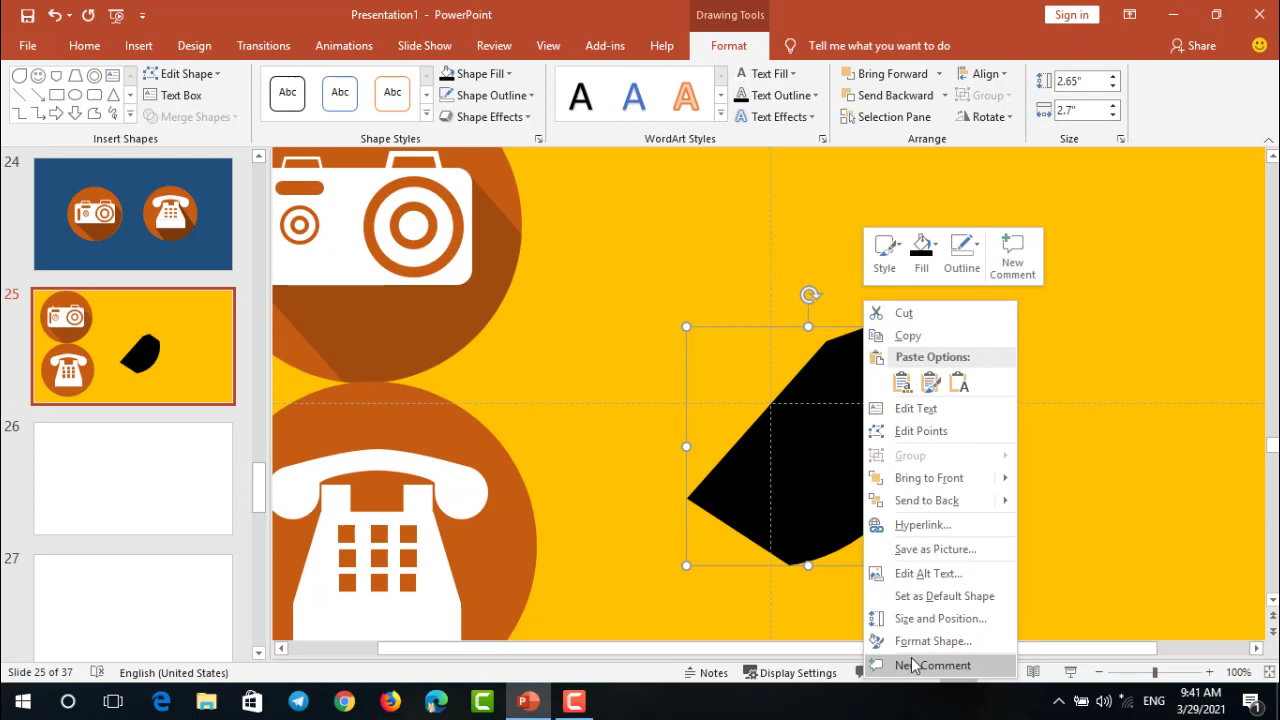 Presentation1 - PowerPoint
Drawing Tools
Sign in
File
Home
Insert
Design
Transitions
Animations
Slide Show
Review
View
Add-ins
Help
Format
Tell me what you want to do
Share
Edit Shape
Text Box
Merge Shapes
Insert Shapes
Abc
Abc
Abc
Shape Fill
Shape Outline
Shape Effects
Shape Styles
A
A
A
Text Fill
Text Outline
Text Effects
WordArt Styles
Bring Forward
Send Backward
Selection Pane
Align
Group
Rotate
Arrange
2.65"
2.7"
Size
24
25
26
27
Style
Fill
Outline
New
Comment
Cut
Copy
Paste Options:
Edit Text
Edit Points
Group
Bring to Front
Send to Back
Hyperlink...
Save as Picture...
Edit Alt Text...
Set as Default Shape
Size and Position...
Format Shape...
New Comment
Slide 25 of 37
English (United States)
Notes
Display Settings
100%
ENG
9:41 AM
3/29/2021
1